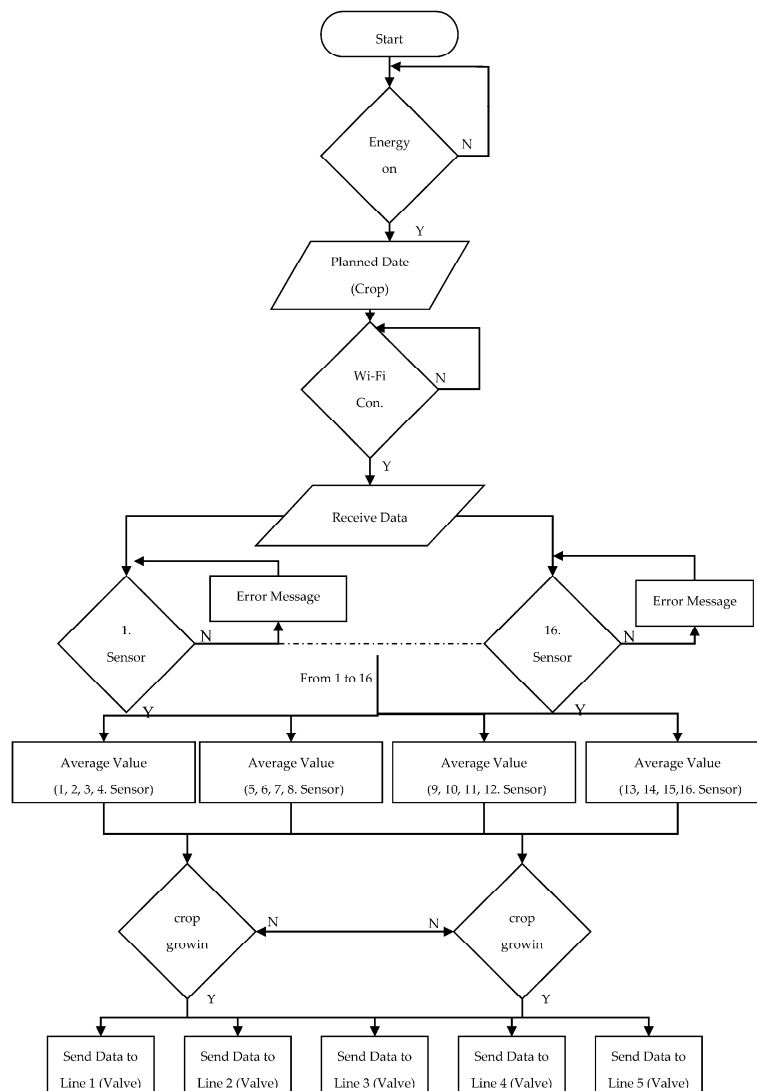 Start
Energy
on
N
Y
Planned Date
(Crop)
Wi-Fi
Con.
N
Y
Receive Data
Error Message
Error Message
1.
Sensor
N
16.
Sensor
N
From 1 to 16
Y
Y
Average Value
(1, 2, 3, 4. Sensor)
Average Value
(5, 6, 7, 8. Sensor)
Average Value
(9, 10, 11, 12. Sensor)
Average Value
(13, 14, 15,16. Sensor)
crop
growin
N
N
crop
growin
Y
Y
Send Data to
Line 1 (Valve)
Send Data to
Line 2 (Valve)
Send Data to
Line 3 (Valve)
Send Data to
Line 4 (Valve)
Send Data to
Line 5 (Valve)